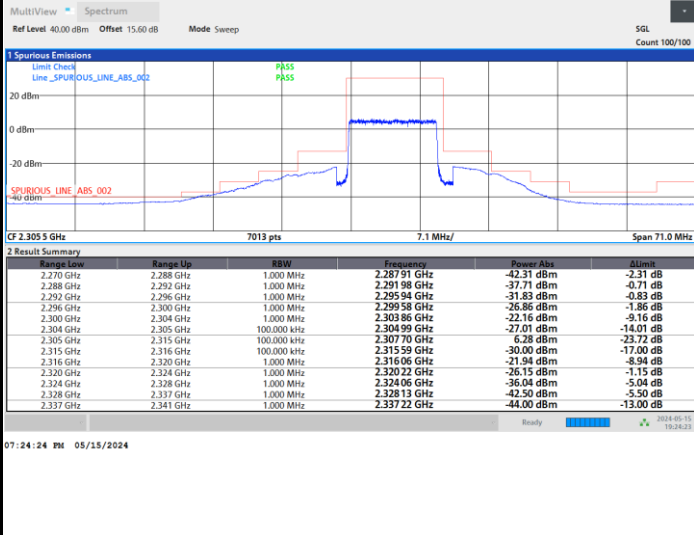 MultiView Spectrum
Ref Level 40.00 dBm Offset 15.60 dB Mode Sweep SGL
Count 100/100
1 Spurious Emissions
Limit Check PASS
Line _SPURIOUS_LINE_ABS_002 PASS
20 dBm
0 dBm
-20 dBm
SPURIOUS_LINE_ABS_002
-40 dBm
CF 2.305 5 GHz 7013 pts 7.1 MHz/ Span 71.0 MHz
2 Result Summary
Range Low Range Up RBW Frequency Power Abs ΔLimit
2.270 GHz 2.288 GHz 1.000 MHz 2.287 91 GHz -42.31 dBm -2.31 dB
2.288 GHz 2.292 GHz 1.000 MHz 2.291 98 GHz -37.71 dBm -0.71 dB
2.292 GHz 2.296 GHz 1.000 MHz 2.295 94 GHz -31.83 dBm -0.83 dB
2.296 GHz 2.300 GHz 1.000 MHz 2.299 58 GHz -26.86 dBm -1.86 dB
2.300 GHz 2.304 GHz 1.000 MHz 2.303 86 GHz -22.16 dBm -9.16 dB
2.304 GHz 2.305 GHz 100.000 kHz 2.304 99 GHz -27.01 dBm -14.01 dB
2.305 GHz 2.315 GHz 100.000 kHz 2.307 70 GHz 6.28 dBm -23.72 dB
2.315 GHz 2.316 GHz 100.000 kHz 2.315 59 GHz -30.00 dBm -17.00 dB
2.316 GHz 2.320 GHz 1.000 MHz 2.316 06 GHz -21.94 dBm -8.94 dB
2.320 GHz 2.324 GHz 1.000 MHz 2.320 22 GHz -26.15 dBm -1.15 dB
2.324 GHz 2.328 GHz 1.000 MHz 2.324 06 GHz -36.04 dBm -5.04 dB
2.328 GHz 2.337 GHz 1.000 MHz 2.328 13 GHz -42.50 dBm -5.50 dB
2.337 GHz 2.341 GHz 1.000 MHz 2.337 22 GHz -44.00 dBm -13.00 dB
Ready 2024-05-15
19:24:23
07:24:24 PM 05/15/2024